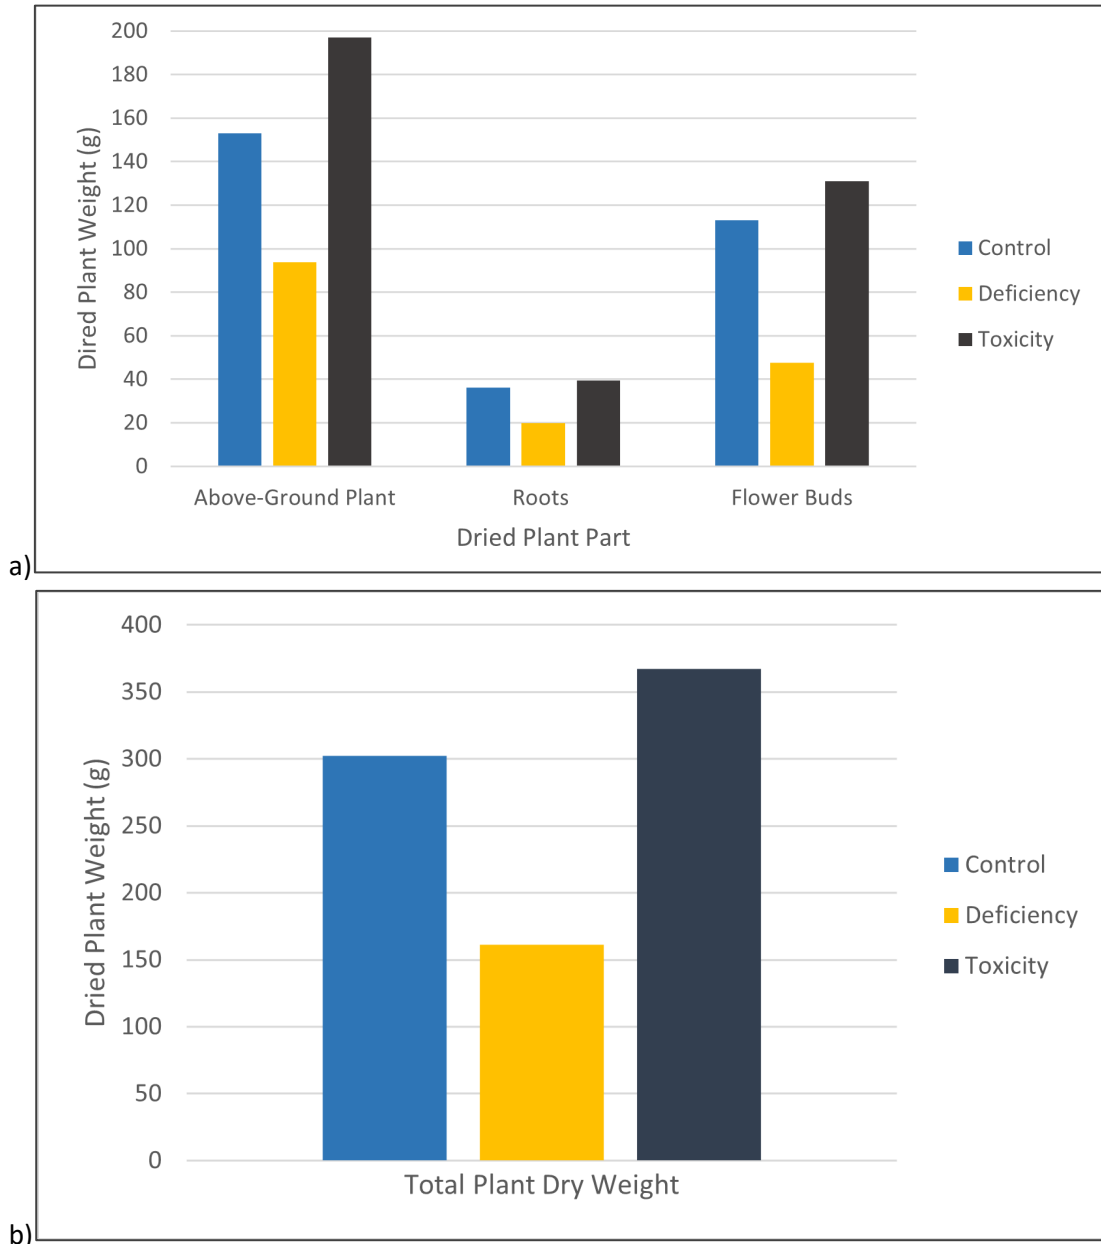 200
180
160
140
120
100
80
60
40
20
0
Dired Plant Weight (g)
Above-Ground Plant
Roots
Flower Buds
Dried Plant Part
Control
Deficiency
Toxicity
a)
400
350
300
250
200
150
100
50
0
Dried Plant Weight (g)
Total Plant Dry Weight
Control
Deficiency
Toxicity
b)